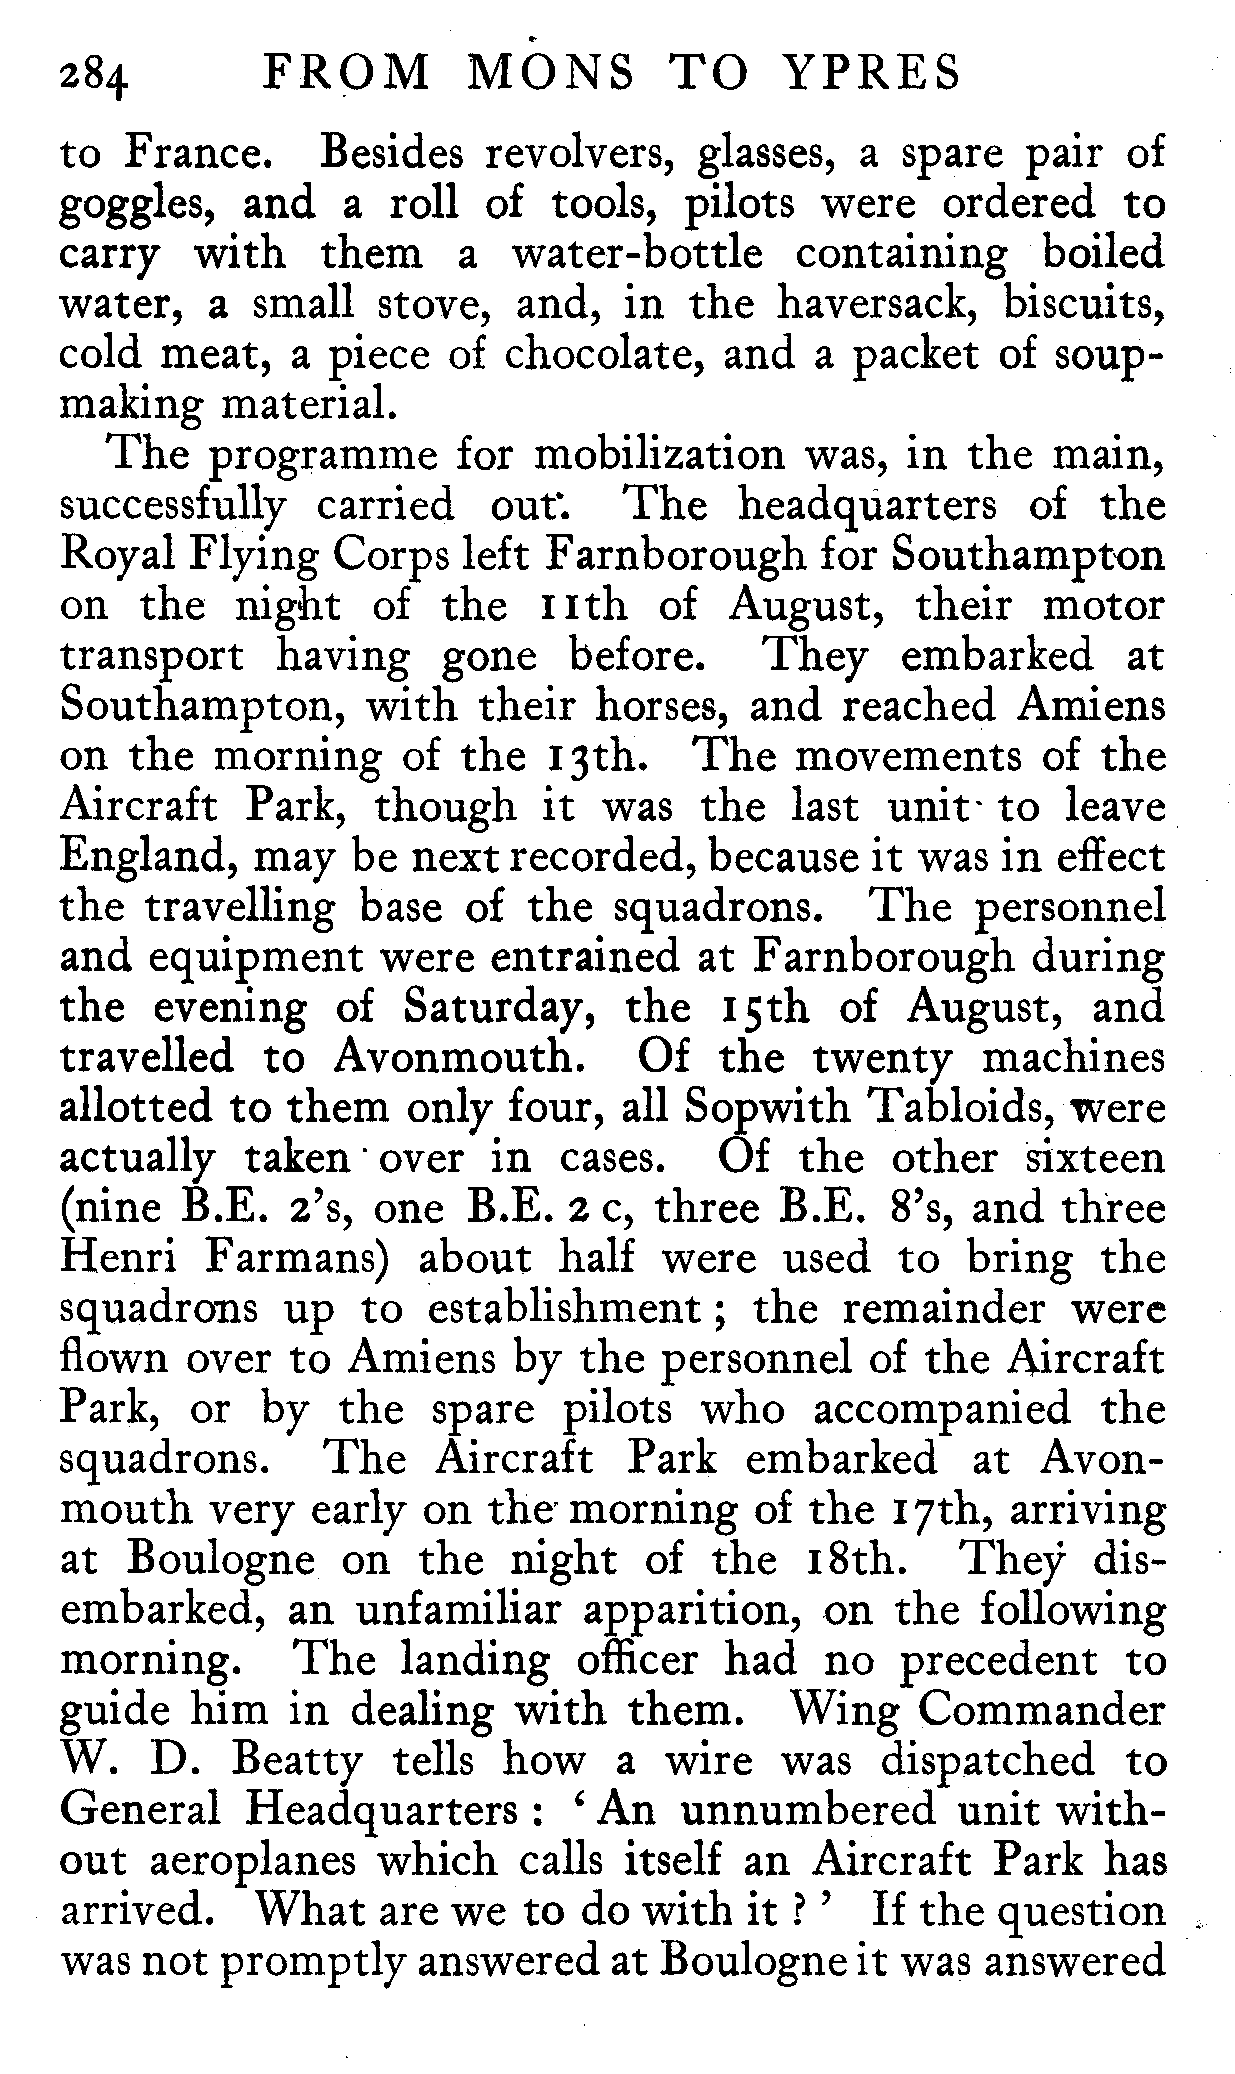 284 FROM MONS TO YPRES
to France. Besides revolvers, glasses, a spare pair of
goggles, and a roll of tools, pilots were ordered to
carry with them a water-bottle containing boiled
water, a small stove, and, in the haversack, biscuits,
cold meat, a piece of chocolate, and a packet of soup-
making material.
The programme for mobilization was, in the main,
successfully carried out. The headquarters of the
Royal Flying Corps left Farnborough for Southampton
on the night of the 11th of August, their motor
transport having gone before. They embarked at
Southampton, with their horses, and reached Amiens
on the morning of the 13th. The movements of the
Aircraft Park, though it was the last unit to leave
England, may be next recorded, because it was in effect
the travelling base of the squadrons. The personnel
and equipment were entrained at Farnborough during
the evening of Saturday, the 15th of August, and
travelled to Avonmouth. Of the twenty machines
allotted to them only four, all Sopwith Tabloids, were
actually taken over in cases. Of the other sixteen
(nine B.E. 2's, one B.E. 2 c, three B.E. 8's, and three
Henri Farmans) about half were used to bring the
squadrons up to establishment ; the remainder were
flown over to Amiens by the personnel of the Aircraft
Park, or by the spare pilots who accompanied the
squadrons. The Aircraft Park embarked at Avon-
mouth very early on the morning of the 17th, arriving
at Boulogne on the night of the 18th. They dis-
embarked, an unfamiliar apparition, on the following
morning. The landing officer had no precedent to
guide him in dealing with them. Wing Commander
W. D. Beatty tells how a wire was dispatched to
General Headquarters : ‘ An unnumbered unit with-
out aeroplanes which calls itself an Aircraft Park has
arrived. What are we to do with it ? ’ If the question
was not promptly answered at Boulogne it was answered